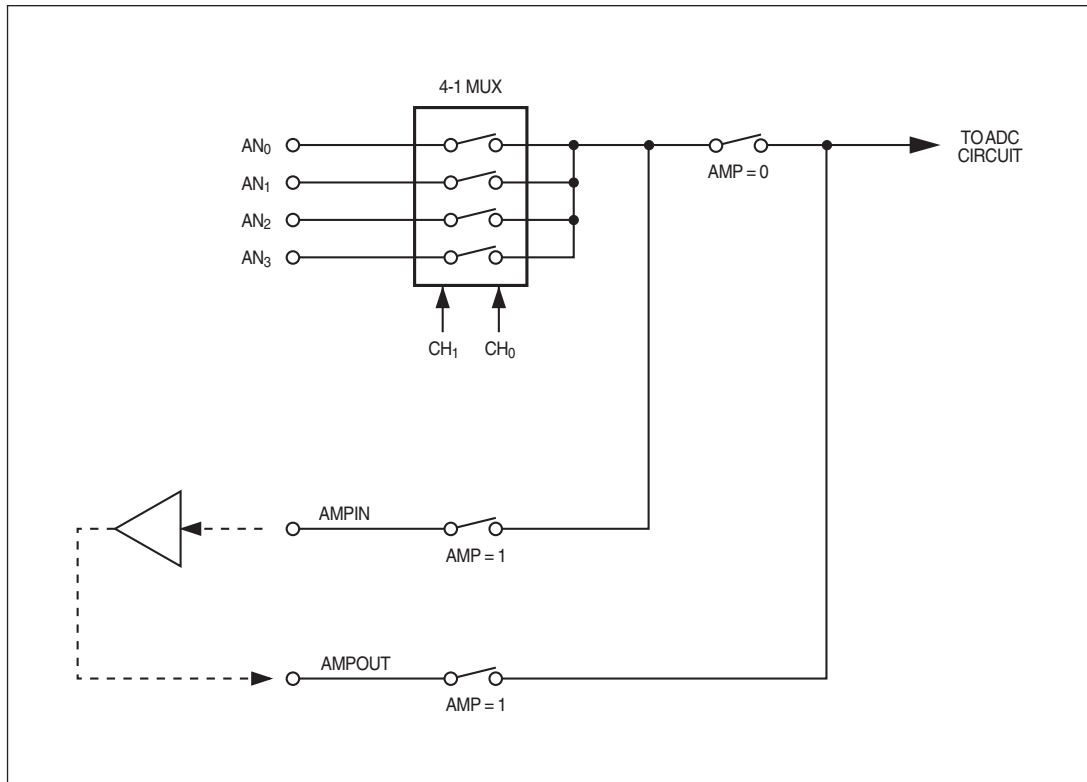 4-1 MUX
AN0
AN1
AN2
AN3
CH1
CH0
AMP = 0
TO ADC
CIRCUIT
AMPIN
AMP = 1
AMPOUT
AMP = 1